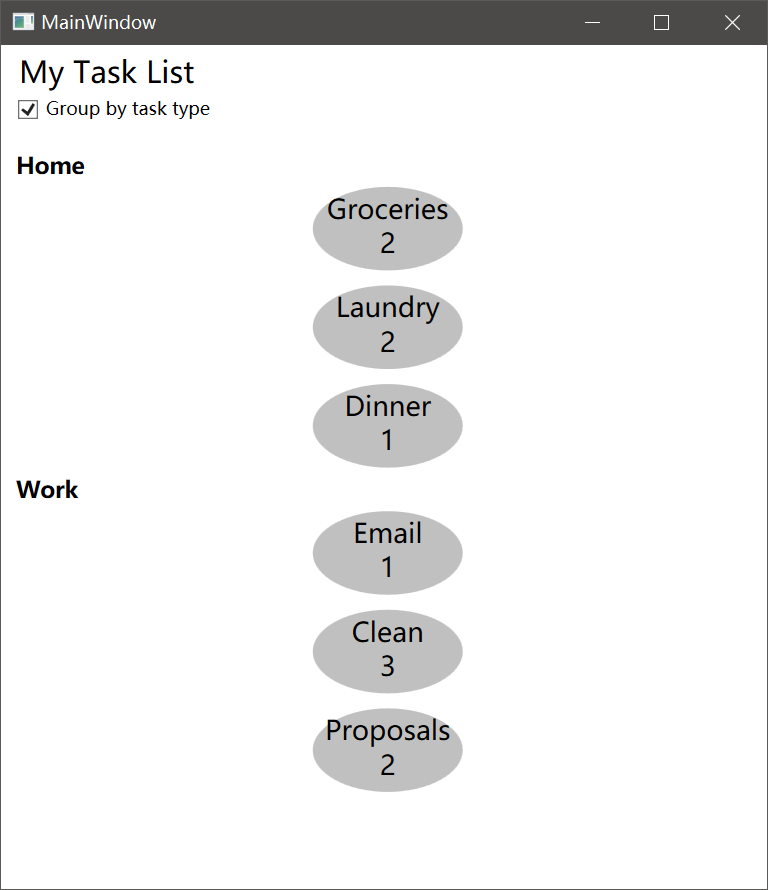 MainWindow
My Task List
Group by task type
Home
Groceries
2
Laundry
2
Dinner
1
Work
Email
1
Clean
3
Proposals
2